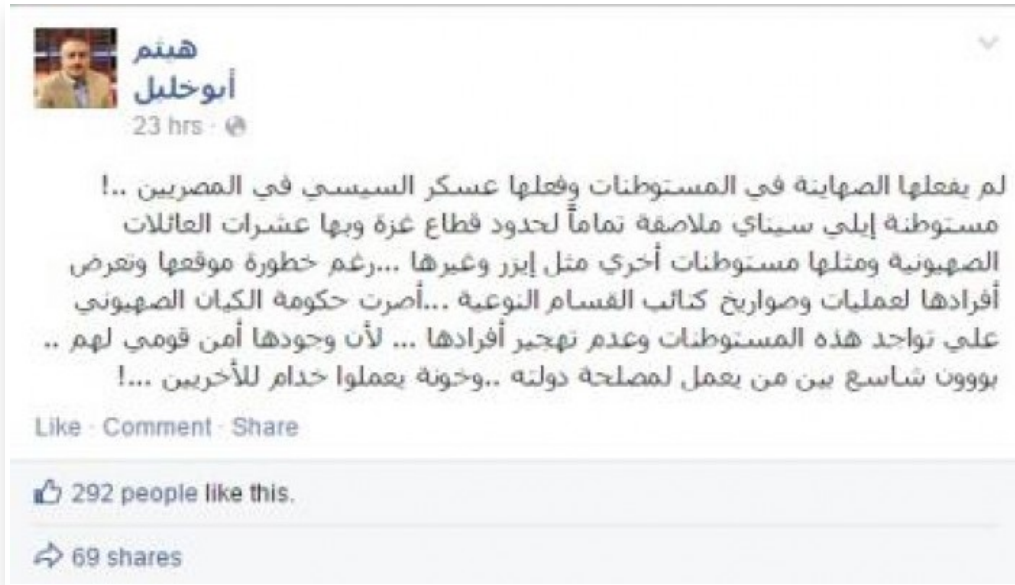 هيثم
أبوخليل
23 hrs ·
لم يفعلها الصهاينة في المستوطنات وفعلها عسكر السيسي في المصريين ..!
مستوطنة إيلي سيناي ملاصقة تماماً لحدود قطاع غزة وبها عشرات العائلات
الصهيونية ومثلها مستوطنات أخري مثل إيزر وغيرها ...رغم خطورة موقعها وتعرض
أفرادها لعمليات وصواريخ كتائب القسام النوعية ...أصرت حكومة الكيان الصهيوني
علي تواجد هذه المستوطنات وعدم تهجير أفرادها ... لأن وجودها أمن قومي لهم ..
بووون شاسع بين من يعمل لمصلحة دولته ..وخونة يعملوا خدام للأخريين ...!
Like · Comment · Share
292 people like this.
69 shares